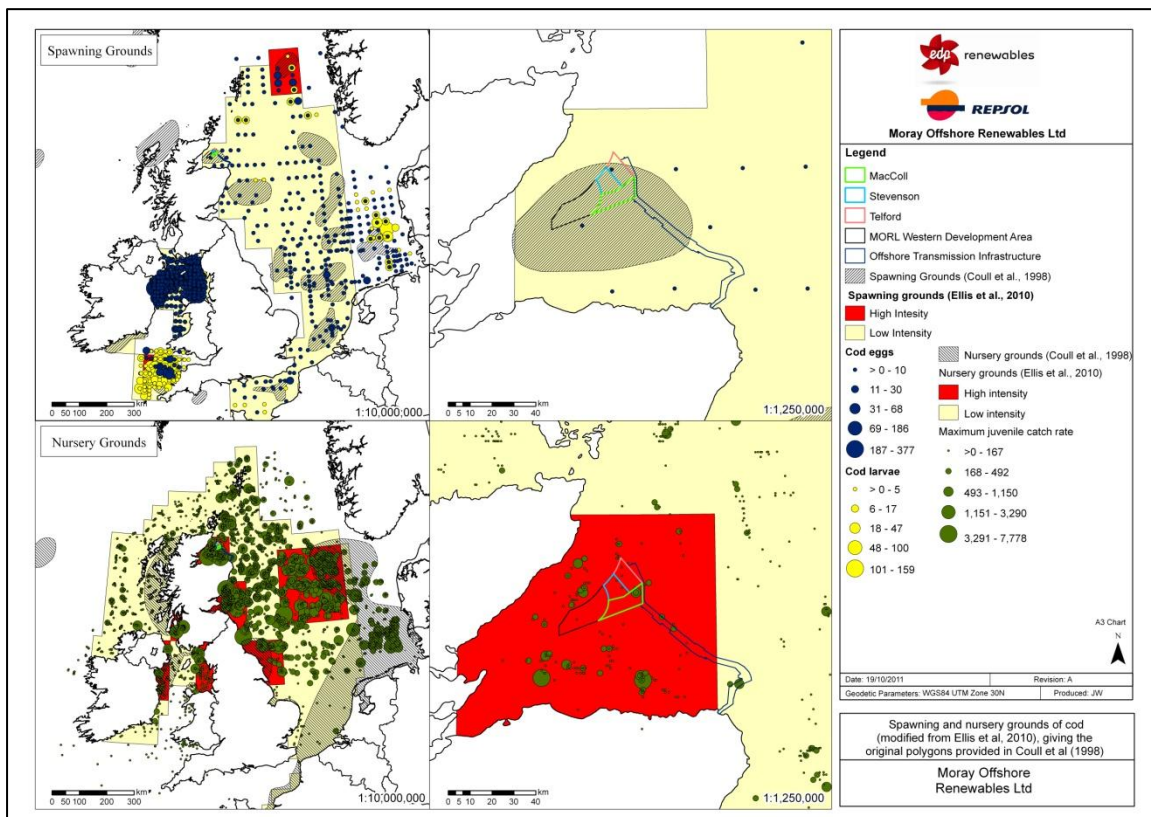 Spawning Grounds
0 50 100 200 300 km
1:10,000,000
0 5 10 20 30 40 km
1:1,250,000
Nursery Grounds
0 50 100 200 300 km
1:10,000,000
0 5 10 20 30 40 km
1:1,250,000
edp renewables
REPSOL
Moray Offshore Renewables Ltd
Legend
MacColl
Stevenson
Telford
MORL Western Development Area
Offshore Transmission Infrastructure
Spawning Grounds (Coull et al., 1998)
Spawning grounds (Ellis et al., 2010)
High Intesity
Low Intensity
Cod eggs
> 0 - 10
11 - 30
31 - 68
69 - 186
187 - 377
Cod larvae
> 0 - 5
6 - 17
18 - 47
48 - 100
101 - 159
Nursery grounds (Coull et al., 1998)
Nursery grounds (Ellis et al., 2010)
High intensity
Low intensity
Maximum juvenile catch rate
>0 - 167
168 - 492
493 - 1,150
1,151 - 3,290
3,291 - 7,778
A3 Chart
N
Date: 19/10/2011
Revision: A
Geodetic Parameters: WGS84 UTM Zone 30N
Produced: JW
Spawning and nursery grounds of cod
(modified from Ellis et al, 2010), giving the
original polygons provided in Coull et al (1998)
Moray Offshore
Renewables Ltd